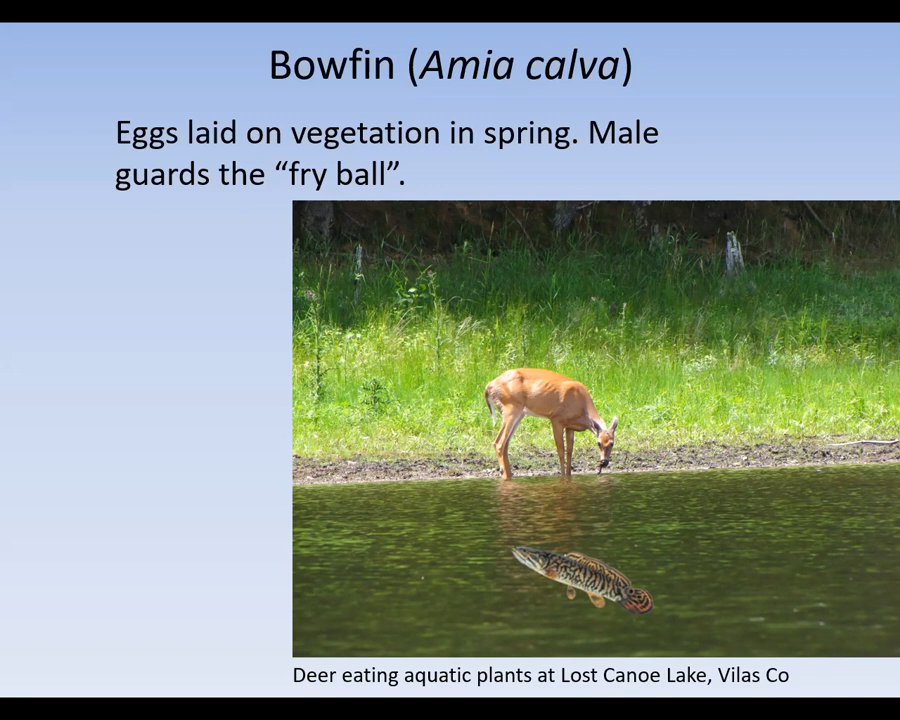 Bowfin (Amia calva)
Eggs laid on vegetation in spring. Male
guards the “fry ball”.
Deer eating aquatic plants at Lost Canoe Lake, Vilas Co